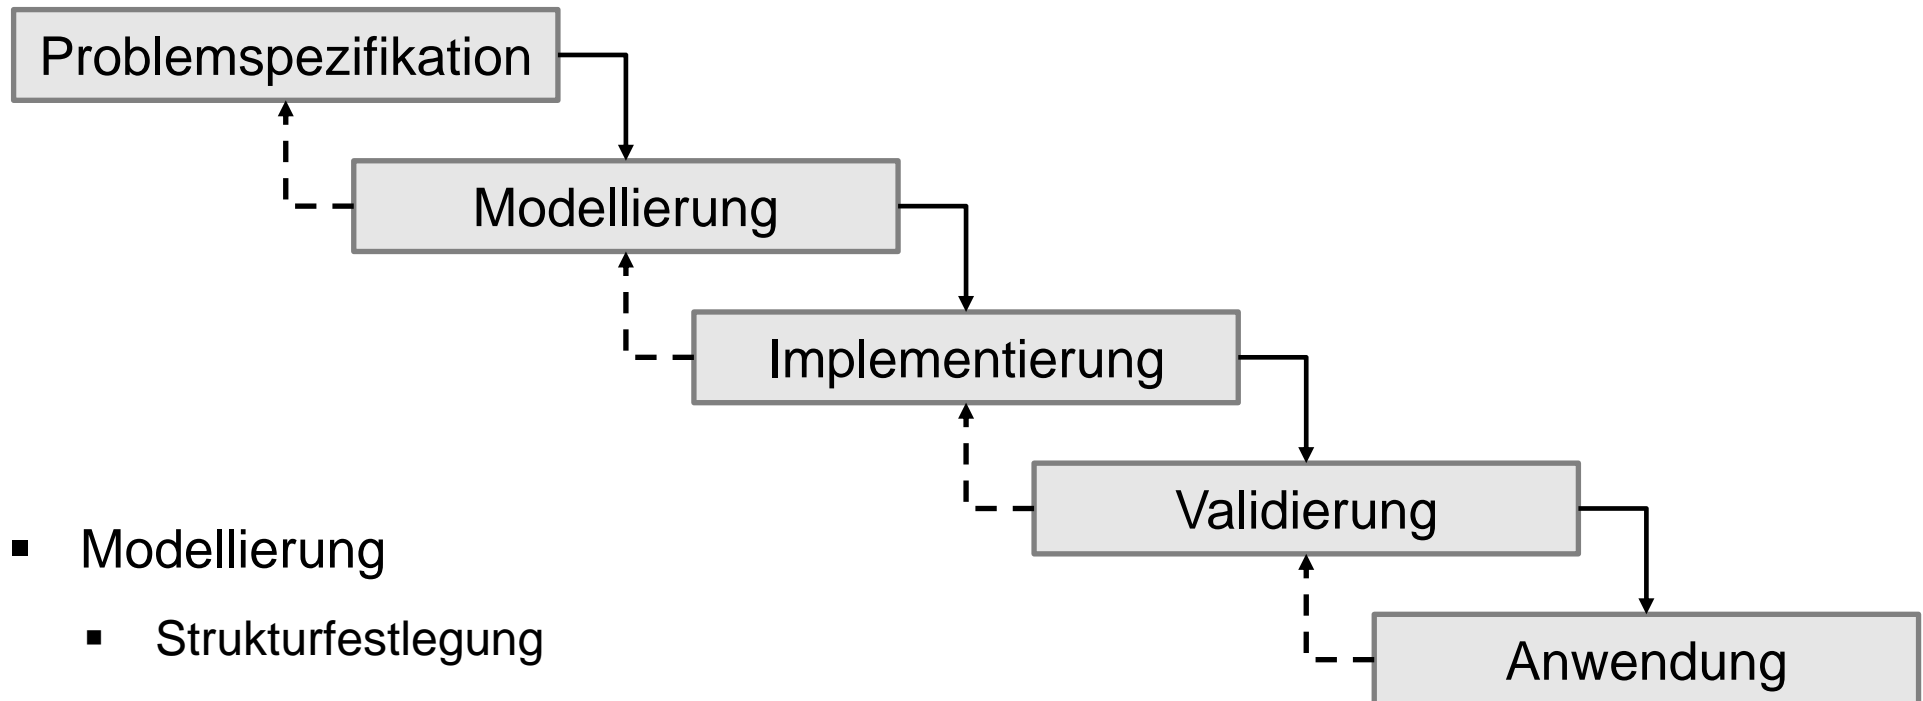 Problemspezifikation
Modellierung
Implementierung
Validierung
Anwendung
▪ Modellierung
▪ Strukturfestlegung